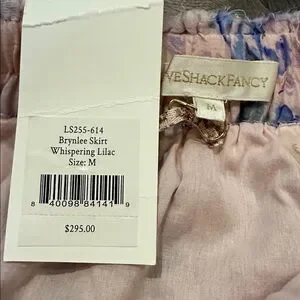 VESHACKFANCY
M
LS255-614
Brynlee Skirt
Whispering Lilac
Size: M
8 40098 84141 9
$295.00